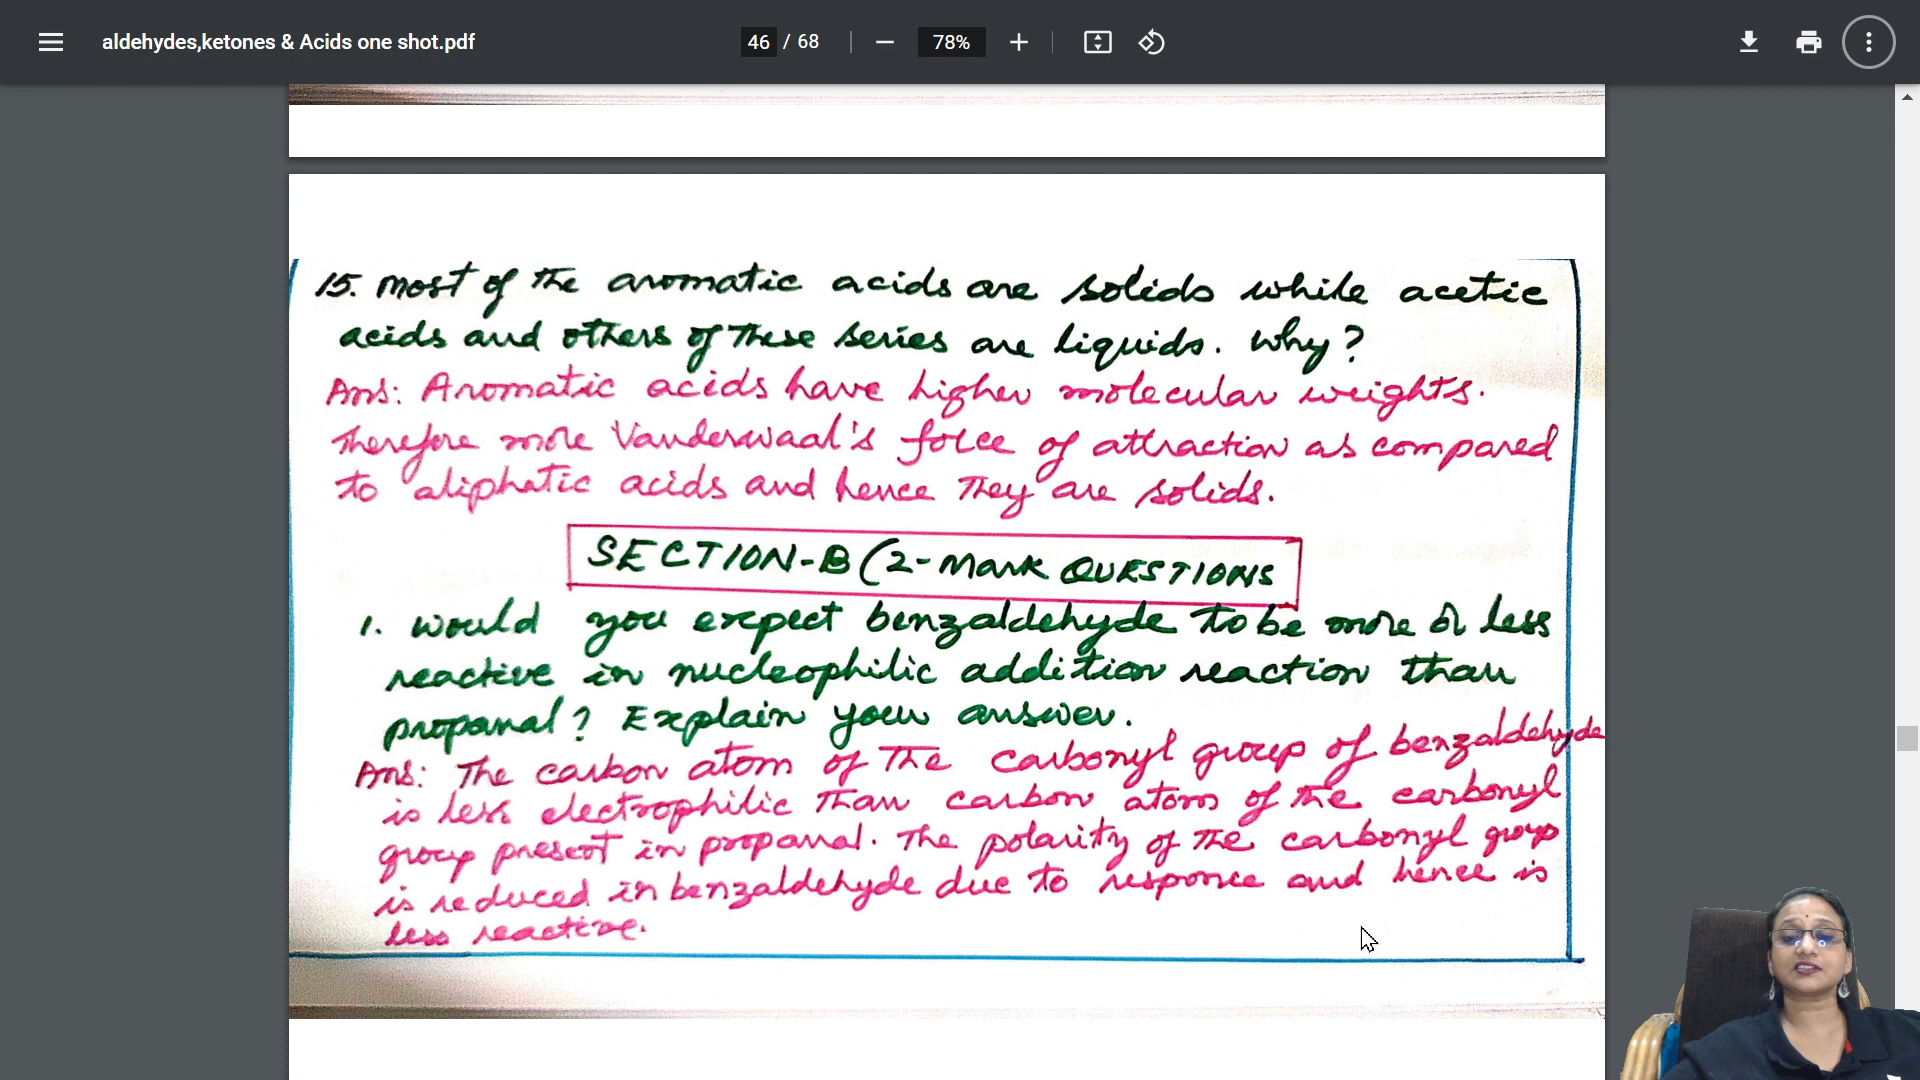 aldehydes,ketones & Acids one shot.pdf
46 / 68
78%
15. Most of the aromatic acids are solids while acetic
acids and others of these series are liquids. Why?
Ans: Aromatic acids have higher molecular weights.
Therefore more Vanderwaal's force of attraction as compared
to aliphatic acids and hence they are solids.
SECTION-B (2-Mark QUESTIONS
1. Would you expect benzaldehyde to be more or less
reactive in nucleophilic addition reaction than
propanal? Explain your answer.
Ans: The carbon atom of the carbonyl group of benzaldehyde
is less electrophilic than carbon atom of the carbonyl
group present in propanal. The polarity of the carbonyl group
is reduced in benzaldehyde due to responce and hence is
less reactive.